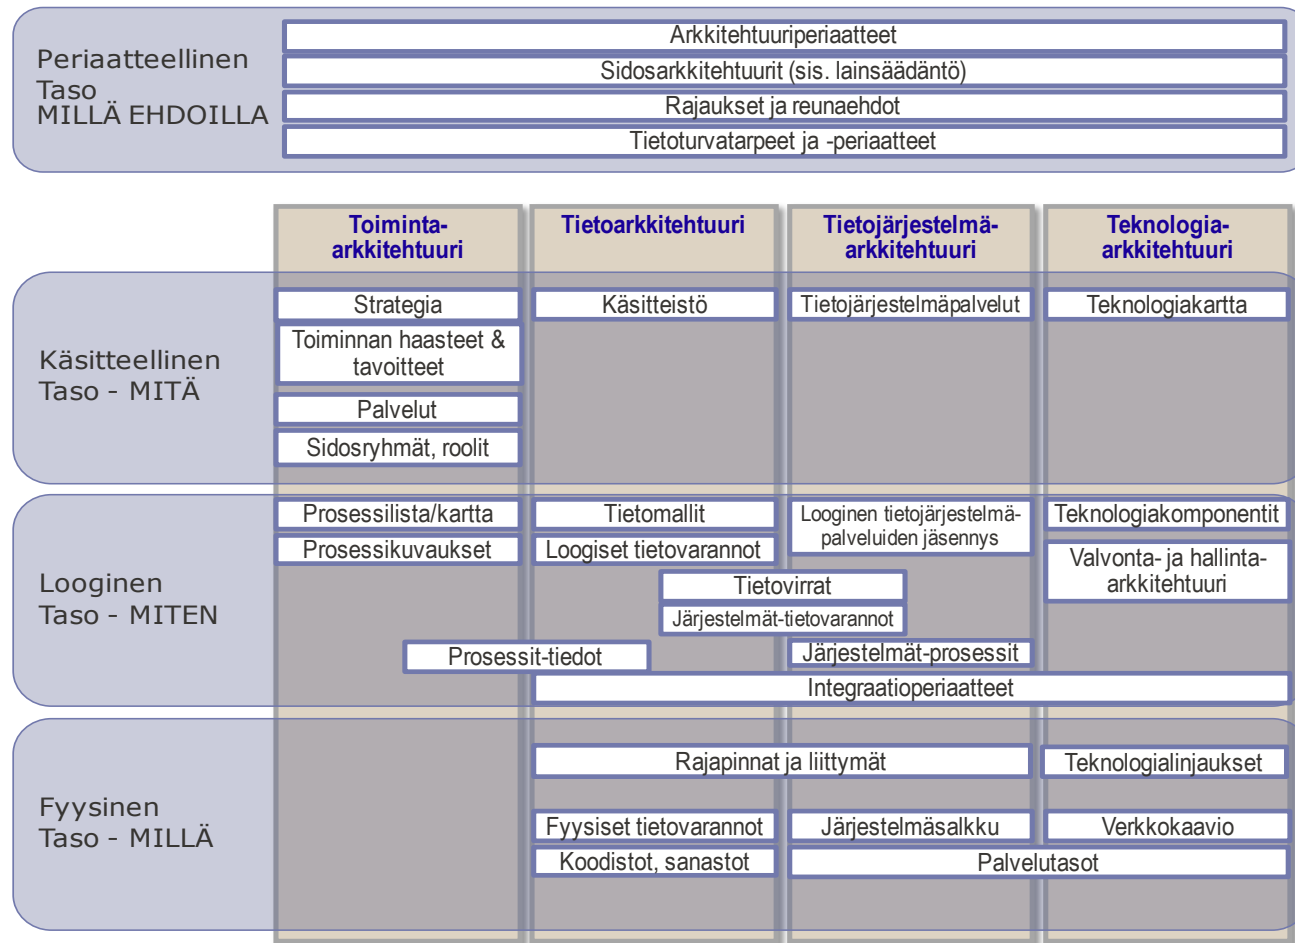 Periaatteellinen
Taso
MILLÄ EHDOILLA
Arkkitehtuuriperiaatteet
Sidosarkkitehtuurit (sis. lainsäädäntö)
Rajaukset ja reunaehdot
Tietoturvatarpeet ja -periaatteet
Toiminta-
arkkitehtuuri
Tietoarkkitehtuuri
Tietojärjestelmä-
arkkitehtuuri
Teknologia-
arkkitehtuuri
Käsitteellinen
Taso - MITÄ
Strategia
Käsitteistö
Tietojärjestelmäpalvelut
Teknologiakartta
Toiminnan haasteet &
tavoitteet
Palvelut
Sidosryhmät, roolit
Looginen
Taso - MITEN
Prosessilista/kartta
Tietomallit
Looginen tietojärjestelmä-
palveluiden jäsennys
Teknologiakomponentit
Prosessikuvaukset
Loogiset tietovarannot
Valvonta- ja hallinta-
arkkitehtuuri
Tietovirrat
Järjestelmät-tietovarannot
Prosessit-tiedot
Järjestelmät-prosessit
Integraatioperiaatteet
Fyysinen
Taso - MILLÄ
Rajapinnat ja liittymät
Teknologialinjaukset
Fyysiset tietovarannot
Järjestelmäsalkku
Verkkokaavio
Koodistot, sanastot
Palvelutasot